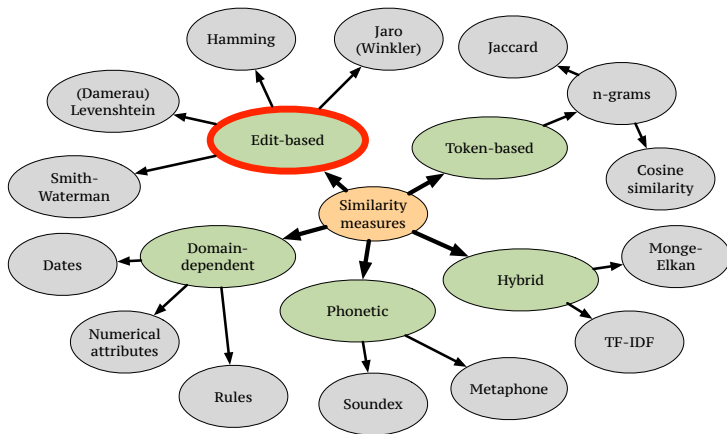 Hamming
Jaro
(Winkler)
Jaccard
(Damerau)
Levenshtein
n-grams
Edit-based
Token-based
Smith-
Waterman
Cosine
similarity
Similarity
measures
Domain-
dependent
Dates
Monge-
Elkan
Hybrid
Phonetic
Numerical
attributes
TF-IDF
Rules
Soundex
Metaphone